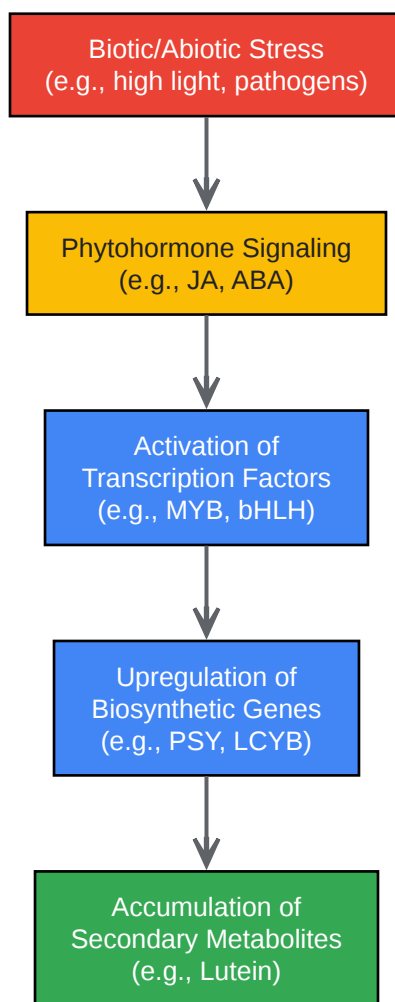 Biotic/Abiotic Stress
(e.g., high light, pathogens)
Phytohormone Signaling
(e.g., JA, ABA)
Activation of
Transcription Factors
(e.g., MYB, bHLH)
Upregulation of
Biosynthetic Genes
(e.g., PSY, LCYB)
Accumulation of
Secondary Metabolites
(e.g., Lutein)